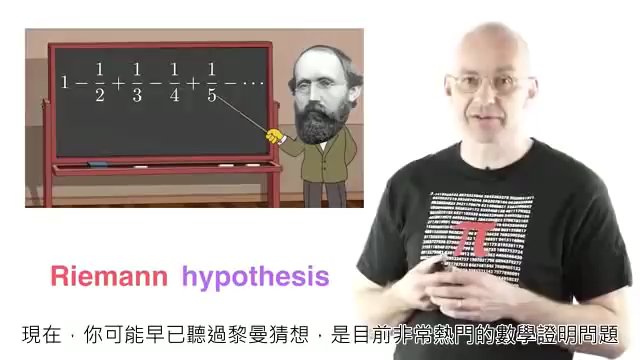 1 − 1/2 + 1/3 − 1/4 + 1/5 − ⋯
π
Riemann hypothesis
現在，你可能早已聽過黎曼猜想，是目前非常熱門的數學證明問題